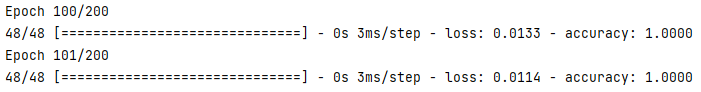 Epoch 100/200
48/48 [==============================] - 0s 3ms/step - loss: 0.0133 - accuracy: 1.0000
Epoch 101/200
48/48 [==============================] - 0s 3ms/step - loss: 0.0114 - accuracy: 1.0000